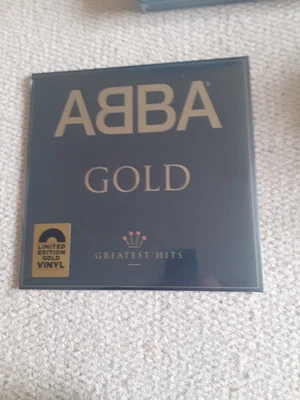 ABBA
GOLD
LIMITED
EDITION
GOLD
VINYL
GREATEST HITS